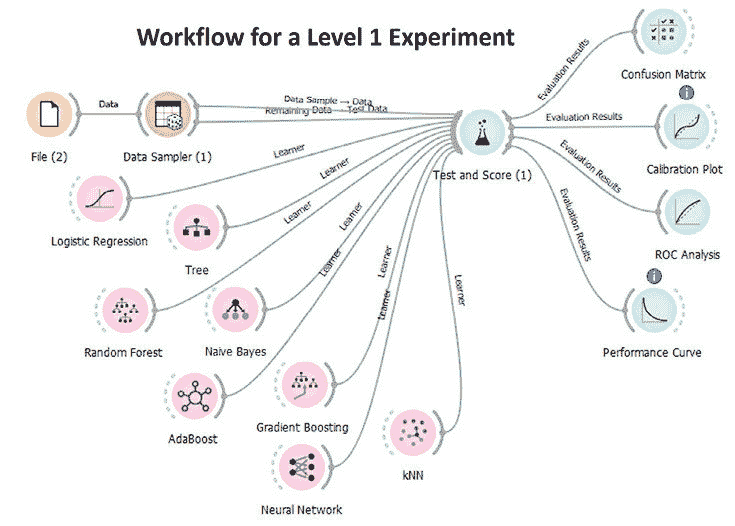 Workflow for a Level 1 Experiment
Data
File (2)
Data Sampler (1)
Data Sample → Data
Remaining Data → Test Data
Test and Score (1)
Evaluation Results
Confusion Matrix
Evaluation Results
Calibration Plot
Evaluation Results
ROC Analysis
Evaluation Results
Performance Curve
Learner
Logistic Regression
Learner
Tree
Learner
Random Forest
Learner
Naive Bayes
Learner
AdaBoost
Learner
Gradient Boosting
Learner
Neural Network
Learner
kNN